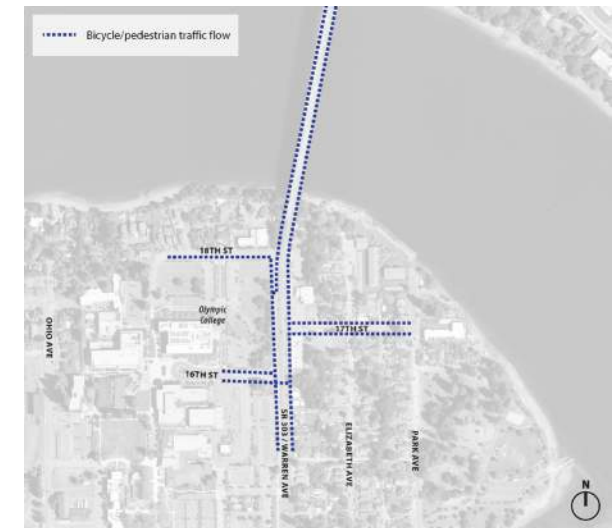 Bicycle/pedestrian traffic flow
18TH ST
Olympic
College
17TH ST
OHIO AVE
16TH ST
SR 303 / WARREN AVE
ELIZABETH AVE
PARK AVE
N